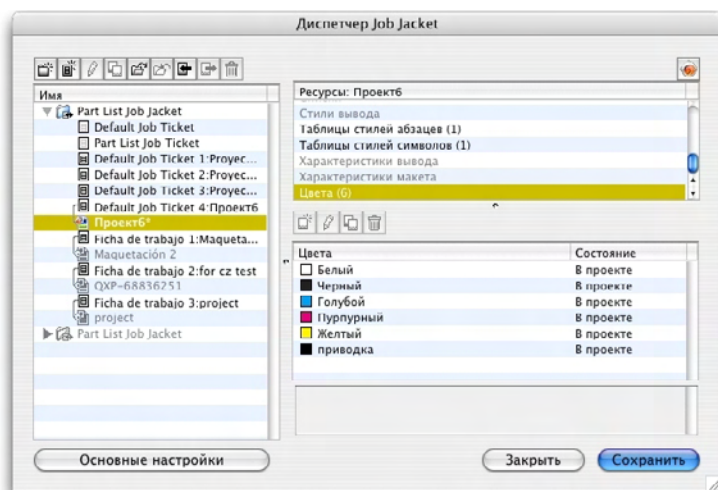 Диспетчер Job Jacket
Имя
Part List Job Jacket
Default Job Ticket
Part List Job Ticket
Default Job Ticket 1:Proyec...
Default Job Ticket 2:Proyec...
Default Job Ticket 3:Proyec...
Default Job Ticket 4:Проект6
Проект6*
Ficha de trabajo 1:Maqueta...
Maquetación 2
Ficha de trabajo 2:for cz test
QXP-68836251
Ficha de trabajo 3:project
project
Part List Job Jacket
Основные настройки
Ресурсы: Проект6
Стили вывода
Таблицы стилей абзацев (1)
Таблицы стилей символов (1)
Характеристики вывода
Характеристики макета
Цвета (6)
Цвета Состояние
Белый В проекте
Черный В проекте
Голубой В проекте
Пурпурный В проекте
Желтый В проекте
приводка В проекте
Закрыть Сохранить